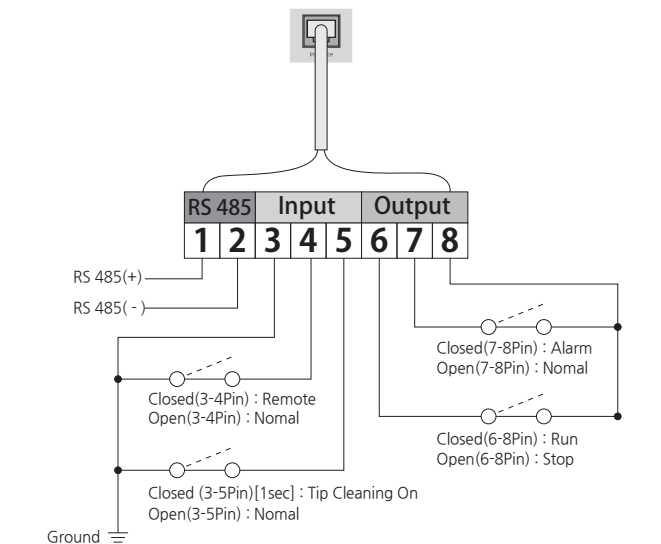 RS 485 Input Output
1 2 3 4 5 6 7 8
RS 485(+)
RS 485( - )
Closed(7-8Pin) : Alarm
Open(7-8Pin) : Nomal
Closed(3-4Pin) : Remote
Open(3-4Pin) : Nomal
Closed(6-8Pin) : Run
Open(6-8Pin) : Stop
Closed (3-5Pin)[1sec] : Tip Cleaning On
Open(3-5Pin) : Nomal
Ground